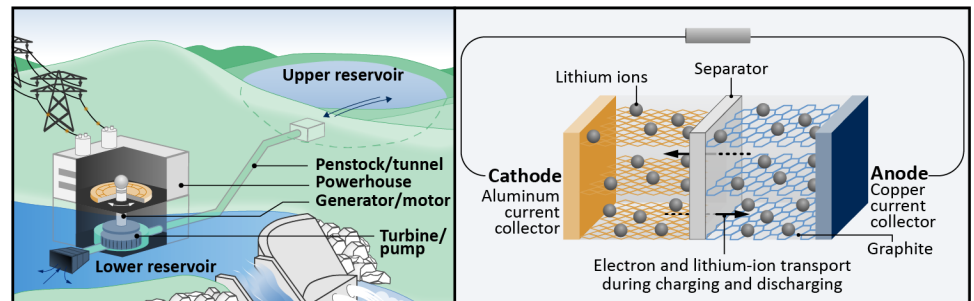 Upper reservoir
Penstock/tunnel
Powerhouse
Generator/motor
Turbine/
pump
Lower reservoir
Lithium ions
Separator
Cathode
Aluminum
current
collector
Anode
Copper
current
collector
Graphite
Electron and lithium-ion transport
during charging and discharging